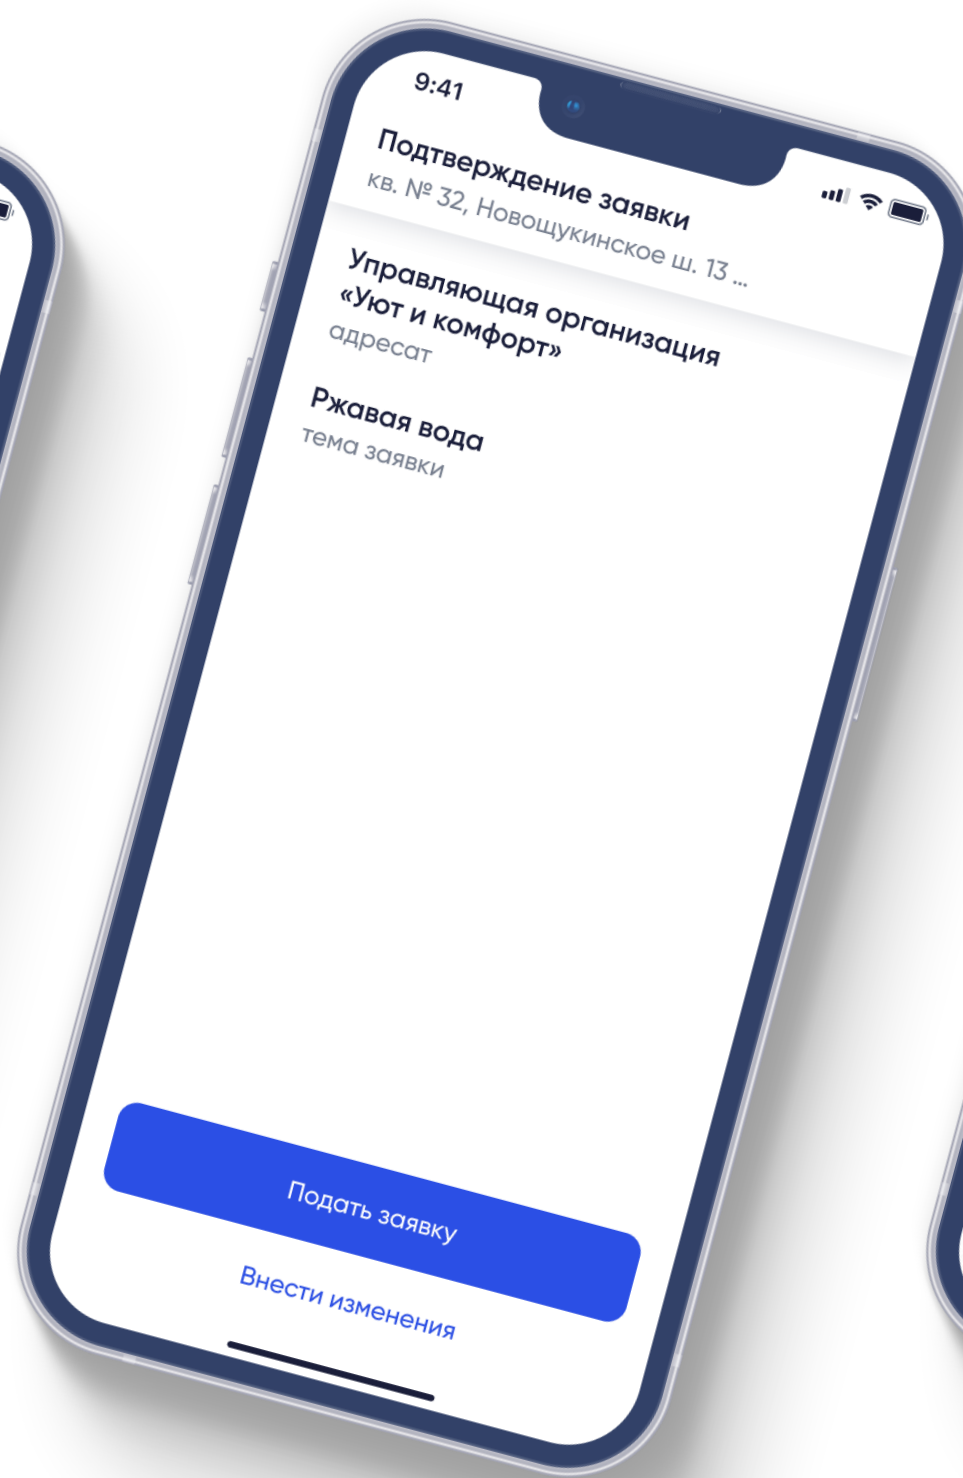 9:41
Подтверждение заявки
кв. № 32, Новощукинское ш. 13 ...
Управляющая организация
«Уют и комфорт»
адресат
Ржавая вода
тема заявки
Подать заявку
Внести изменения